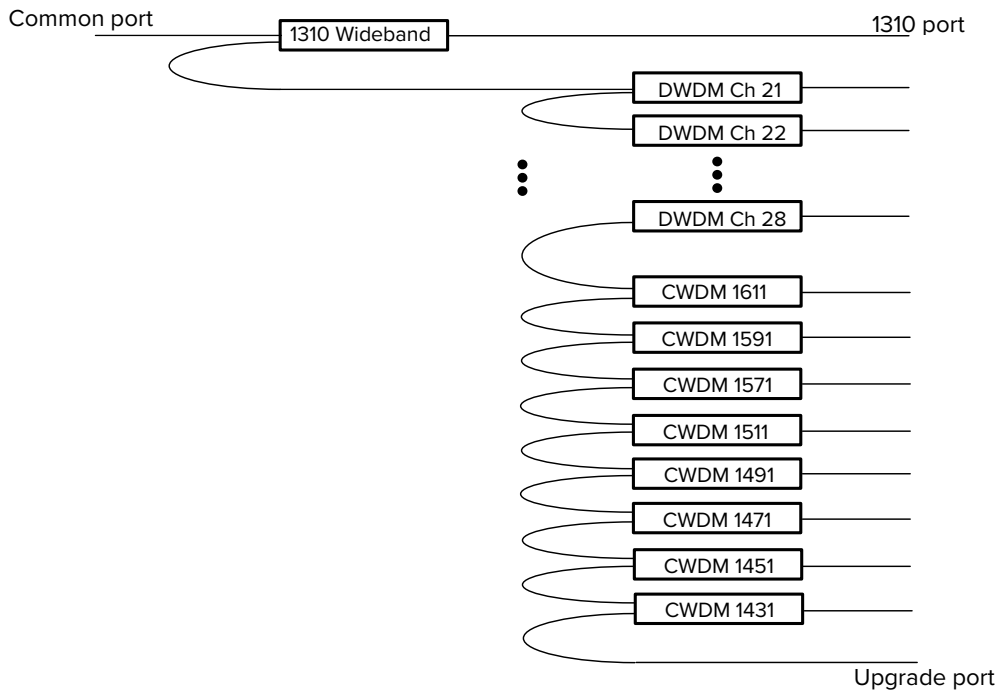 Common port
1310 Wideband
1310 port
DWDM Ch 21
DWDM Ch 22
DWDM Ch 28
CWDM 1611
CWDM 1591
CWDM 1571
CWDM 1511
CWDM 1491
CWDM 1471
CWDM 1451
CWDM 1431
Upgrade port